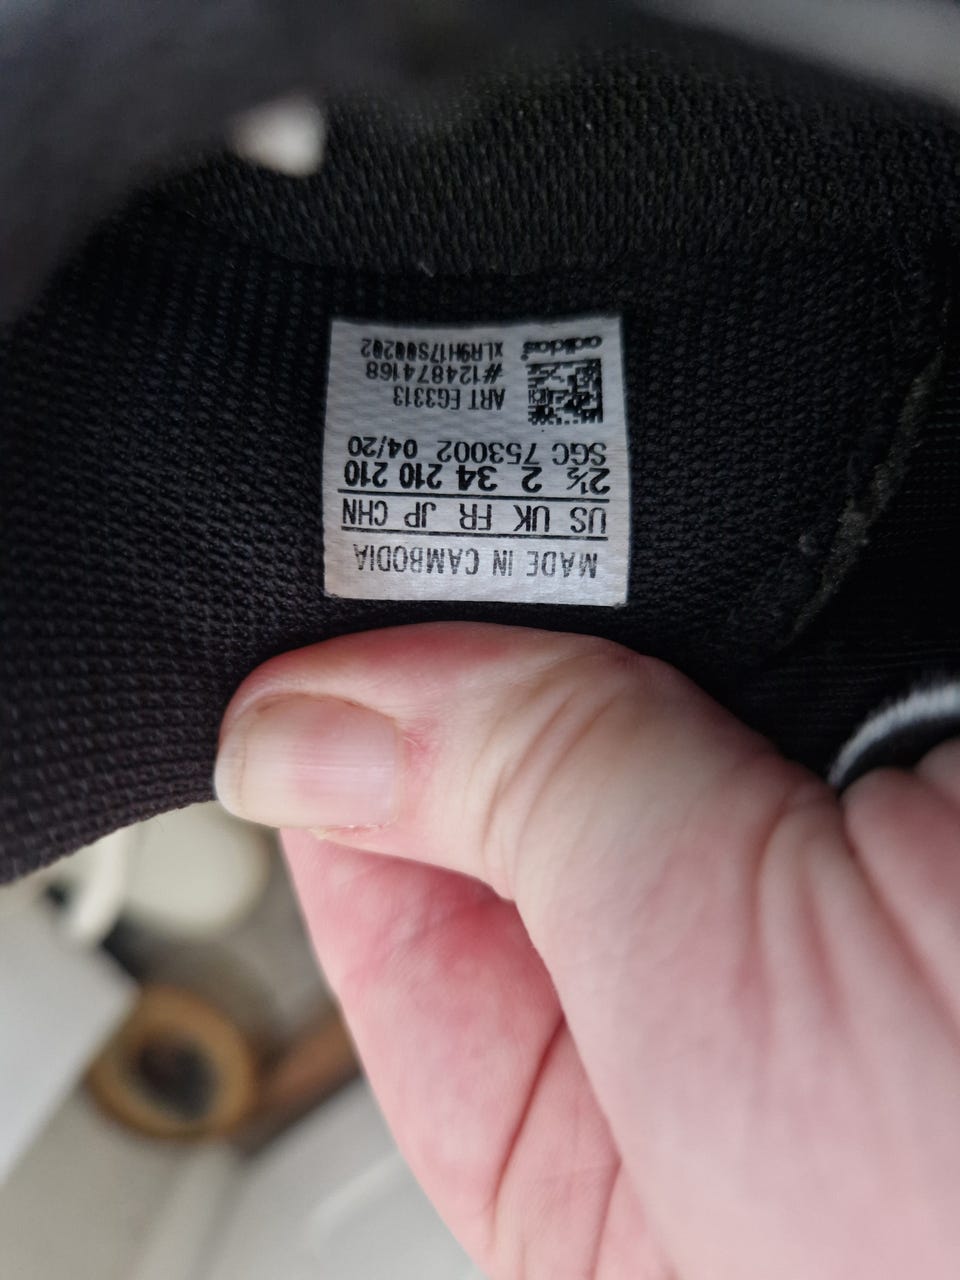 MADE IN CAMBODIA
US UK FR JP CHN
2½ 2 34 210 210
SGC 753002 04/20
ART EG3313
#124874168
xLR9H17S00202
adidas